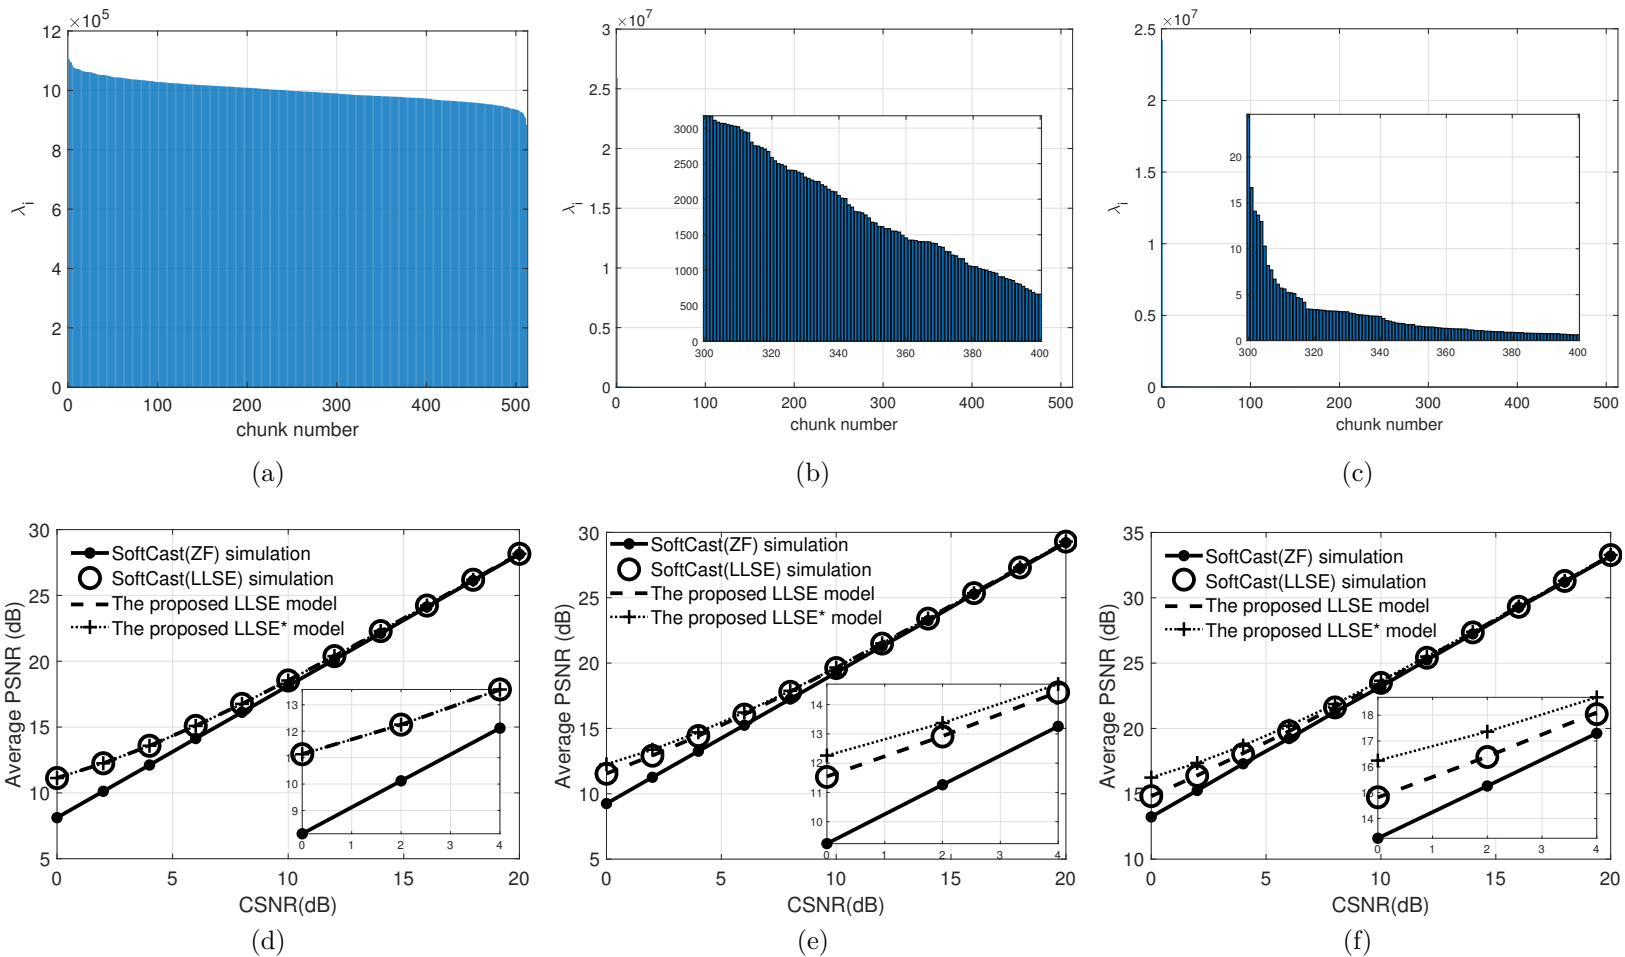 ×10⁵
12
10
8
6
4
2
0
λᵢ
0 100 200 300 400 500
chunk number
(a)
×10⁷
3
2.5
2
1.5
1
0.5
0
λᵢ
3000
2500
2000
1500
1000
500
0
300 320 340 360 380 400
0 100 200 300 400 500
chunk number
(b)
×10⁷
2.5
2
1.5
1
0.5
0
λᵢ
20
15
10
5
0
300 320 340 360 380 400
0 100 200 300 400 500
chunk number
(c)
30
25
20
15
10
5
Average PSNR (dB)
SoftCast(ZF) simulation
SoftCast(LLSE) simulation
The proposed LLSE model
The proposed LLSE* model
13
12
11
10
9
0 1 2 3 4
0 5 10 15 20
CSNR(dB)
(d)
30
25
20
15
10
5
Average PSNR (dB)
SoftCast(ZF) simulation
SoftCast(LLSE) simulation
The proposed LLSE model
The proposed LLSE* model
14
13
12
11
10
0 1 2 3 4
0 5 10 15 20
CSNR(dB)
(e)
35
30
25
20
15
10
Average PSNR (dB)
SoftCast(ZF) simulation
SoftCast(LLSE) simulation
The proposed LLSE model
The proposed LLSE* model
18
17
16
15
14
0 1 2 3 4
0 5 10 15 20
CSNR(dB)
(f)